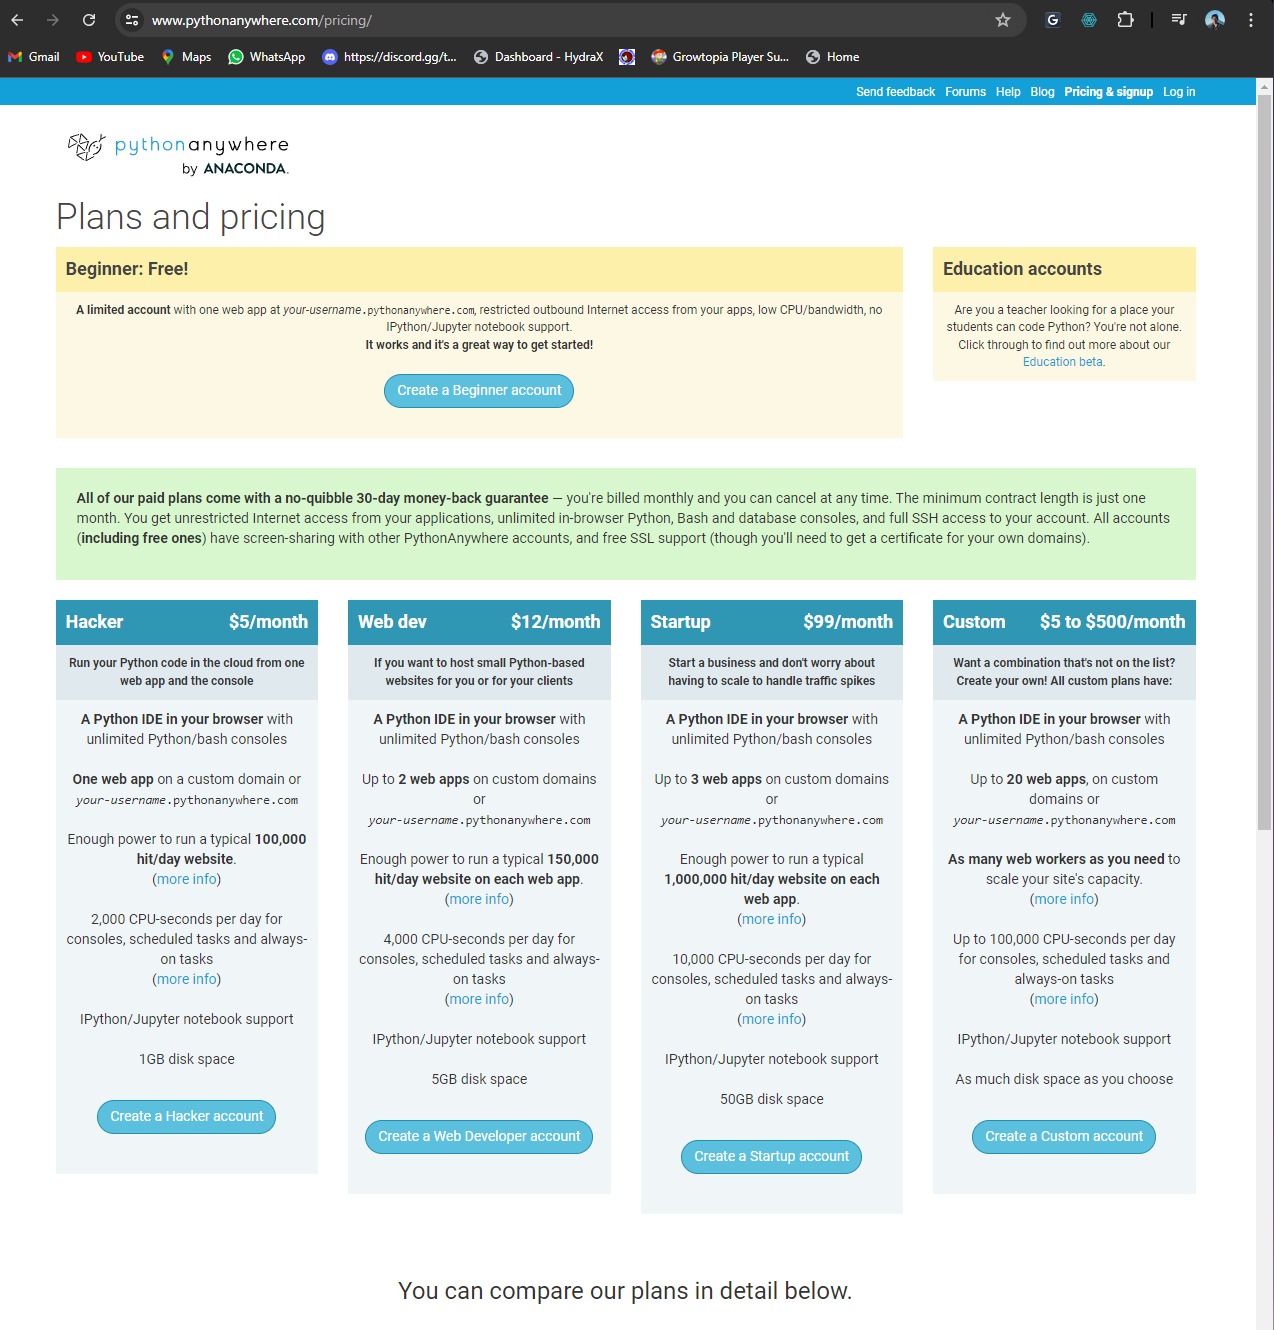 www.pythonanywhere.com/pricing/
Gmail
YouTube
Maps
WhatsApp
https://discord.gg/t...
Dashboard - HydraX
Growtopia Player Su...
Home
Send feedback Forums Help Blog Pricing & signup Log in
pythonanywhere
by ANACONDA.
Plans and pricing
Beginner: Free!
A limited account with one web app at your-username.pythonanywhere.com, restricted outbound Internet access from your apps, low CPU/bandwidth, no
IPython/Jupyter notebook support.
It works and it's a great way to get started!
Create a Beginner account
Education accounts
Are you a teacher looking for a place your
students can code Python? You're not alone.
Click through to find out more about our
Education beta.
All of our paid plans come with a no-quibble 30-day money-back guarantee — you're billed monthly and you can cancel at any time. The minimum contract length is just one
month. You get unrestricted Internet access from your applications, unlimited in-browser Python, Bash and database consoles, and full SSH access to your account. All accounts
(including free ones) have screen-sharing with other PythonAnywhere accounts, and free SSL support (though you'll need to get a certificate for your own domains).
Hacker $5/month
Run your Python code in the cloud from one
web app and the console
A Python IDE in your browser with
unlimited Python/bash consoles
One web app on a custom domain or
your-username.pythonanywhere.com
Enough power to run a typical 100,000
hit/day website.
(more info)
2,000 CPU-seconds per day for
consoles, scheduled tasks and always-
on tasks
(more info)
IPython/Jupyter notebook support
1GB disk space
Create a Hacker account
Web dev $12/month
If you want to host small Python-based
websites for you or for your clients
A Python IDE in your browser with
unlimited Python/bash consoles
Up to 2 web apps on custom domains
or
your-username.pythonanywhere.com
Enough power to run a typical 150,000
hit/day website on each web app.
(more info)
4,000 CPU-seconds per day for
consoles, scheduled tasks and always-
on tasks
(more info)
IPython/Jupyter notebook support
5GB disk space
Create a Web Developer account
Startup $99/month
Start a business and don't worry about
having to scale to handle traffic spikes
A Python IDE in your browser with
unlimited Python/bash consoles
Up to 3 web apps on custom domains
or
your-username.pythonanywhere.com
Enough power to run a typical
1,000,000 hit/day website on each
web app.
(more info)
10,000 CPU-seconds per day for
consoles, scheduled tasks and always-
on tasks
(more info)
IPython/Jupyter notebook support
50GB disk space
Create a Startup account
Custom $5 to $500/month
Want a combination that's not on the list?
Create your own! All custom plans have:
A Python IDE in your browser with
unlimited Python/bash consoles
Up to 20 web apps, on custom
domains or
your-username.pythonanywhere.com
As many web workers as you need to
scale your site's capacity.
(more info)
Up to 100,000 CPU-seconds per day
for consoles, scheduled tasks and
always-on tasks
(more info)
IPython/Jupyter notebook support
As much disk space as you choose
Create a Custom account
You can compare our plans in detail below.